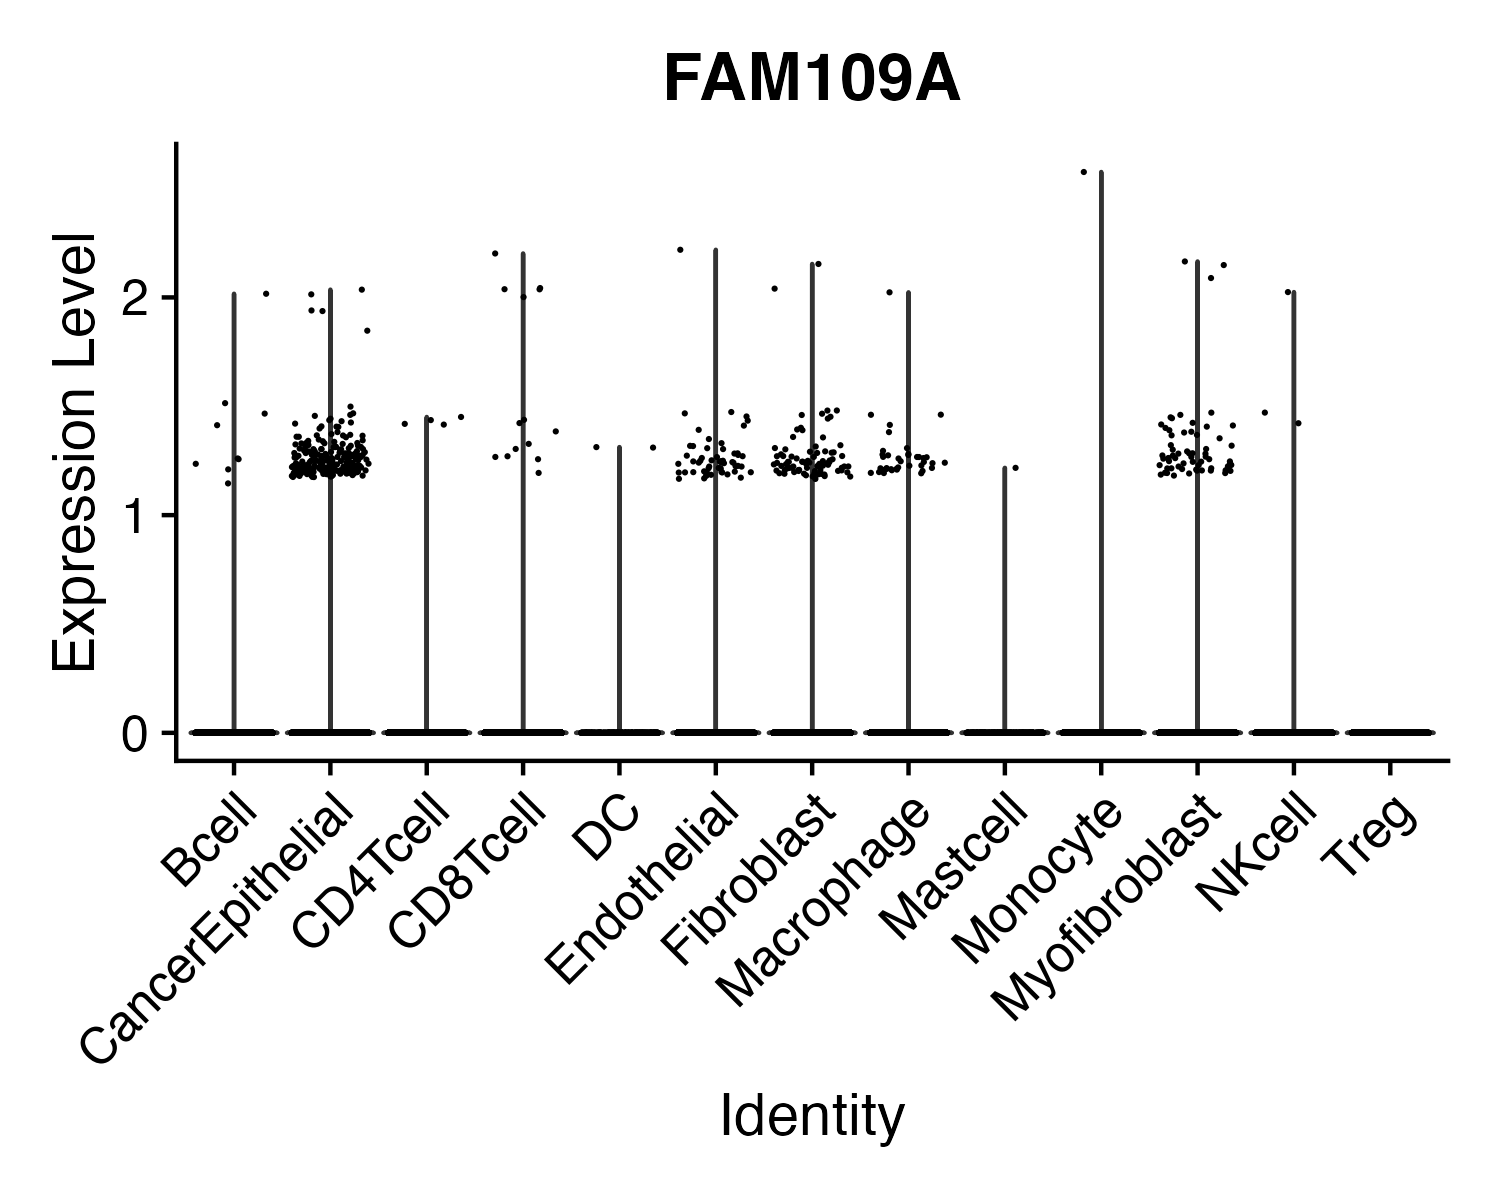 FAM109A
Expression Level
2
1
0
Bcell
CancerEpithelial
CD4Tcell
CD8Tcell
DC
Endothelial
Fibroblast
Macrophage
Mastcell
Monocyte
Myofibroblast
NKcell
Treg
Identity